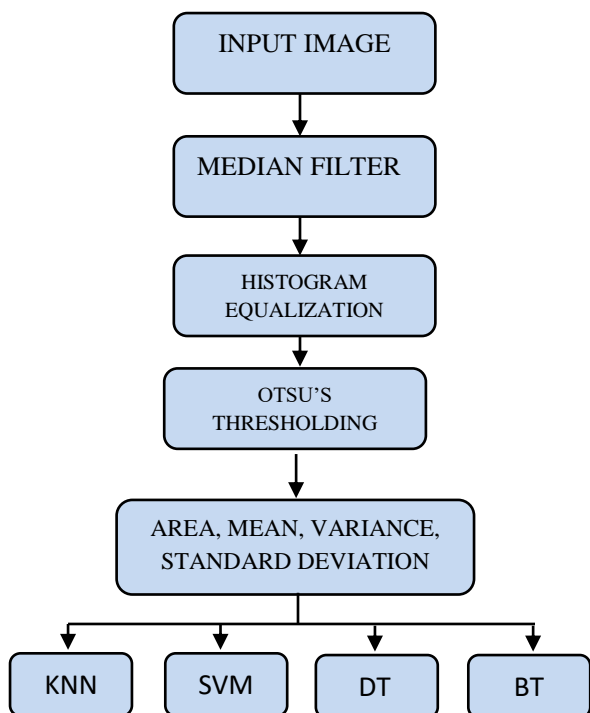 INPUT IMAGE
MEDIAN FILTER
HISTOGRAM
EQUALIZATION
OTSU’S
THRESHOLDING
AREA, MEAN, VARIANCE,
STANDARD DEVIATION
KNN
SVM
DT
BT